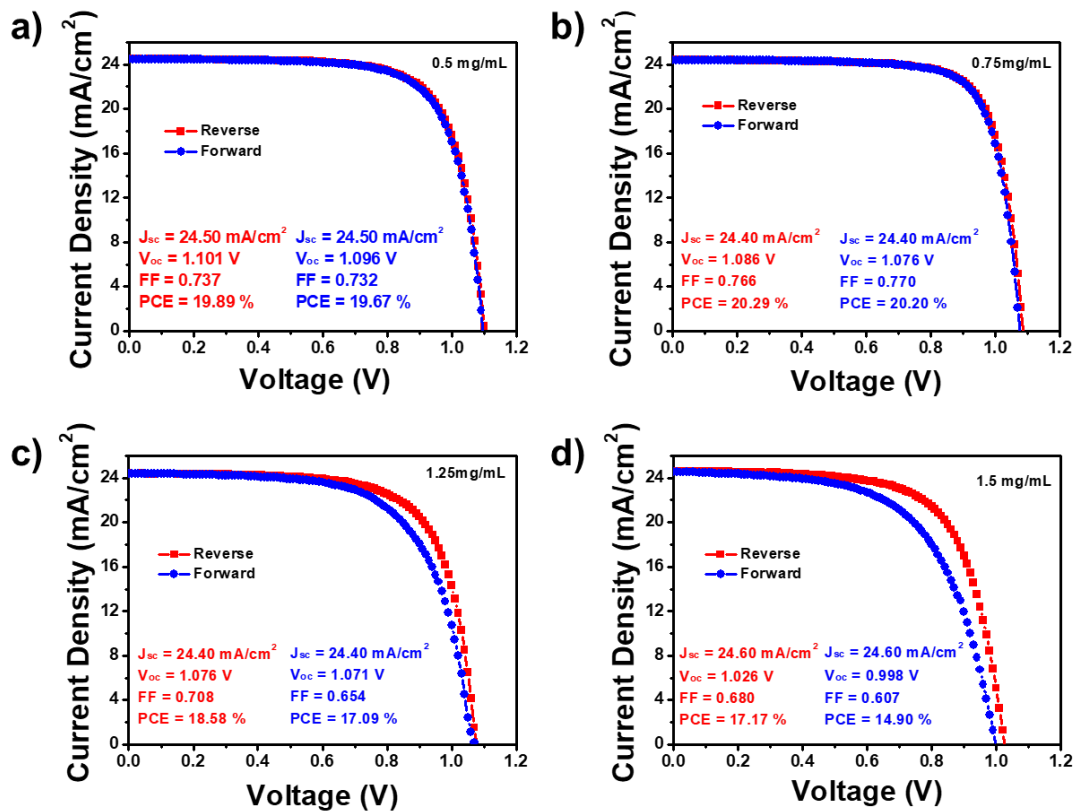 a)
Current Density (mA/cm²)
24
20
16
12
8
4
0
0.5 mg/mL
Reverse
Forward
Jsc = 24.50 mA/cm²
Voc = 1.101 V
FF = 0.737
PCE = 19.89 %
Jsc = 24.50 mA/cm²
Voc = 1.096 V
FF = 0.732
PCE = 19.67 %
0.0 0.2 0.4 0.6 0.8 1.0 1.2
Voltage (V)
b)
Current Density (mA/cm²)
24
20
16
12
8
4
0
0.75mg/mL
Reverse
Forward
Jsc = 24.40 mA/cm²
Voc = 1.086 V
FF = 0.766
PCE = 20.29 %
Jsc = 24.40 mA/cm²
Voc = 1.076 V
FF = 0.770
PCE = 20.20 %
0.0 0.2 0.4 0.6 0.8 1.0 1.2
Voltage (V)
c)
Current Density (mA/cm²)
24
20
16
12
8
4
0
1.25mg/mL
Reverse
Forward
Jsc = 24.40 mA/cm²
Voc = 1.076 V
FF = 0.708
PCE = 18.58 %
Jsc = 24.40 mA/cm²
Voc = 1.071 V
FF = 0.654
PCE = 17.09 %
0.0 0.2 0.4 0.6 0.8 1.0 1.2
Voltage (V)
d)
Current Density (mA/cm²)
24
20
16
12
8
4
0
1.5 mg/mL
Reverse
Forward
Jsc = 24.60 mA/cm²
Voc = 1.026 V
FF = 0.680
PCE = 17.17 %
Jsc = 24.60 mA/cm²
Voc = 0.998 V
FF = 0.607
PCE = 14.90 %
0.0 0.2 0.4 0.6 0.8 1.0 1.2
Voltage (V)